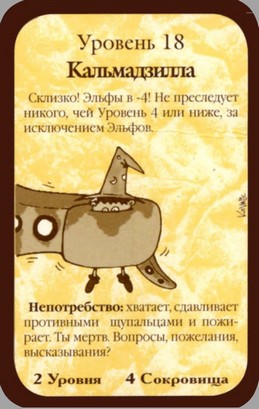 Уровень 18
Кальмадзилла
Склизко! Эльфы в -4! Не преследует
никого, чей Уровень 4 или ниже, за
исключением Эльфов.
Непотребство: хватает, сдавливает
противными щупальцами и пожи-
рает. Ты мертв. Вопросы, пожелания,
высказывания?
2 Уровня 4 Сокровища